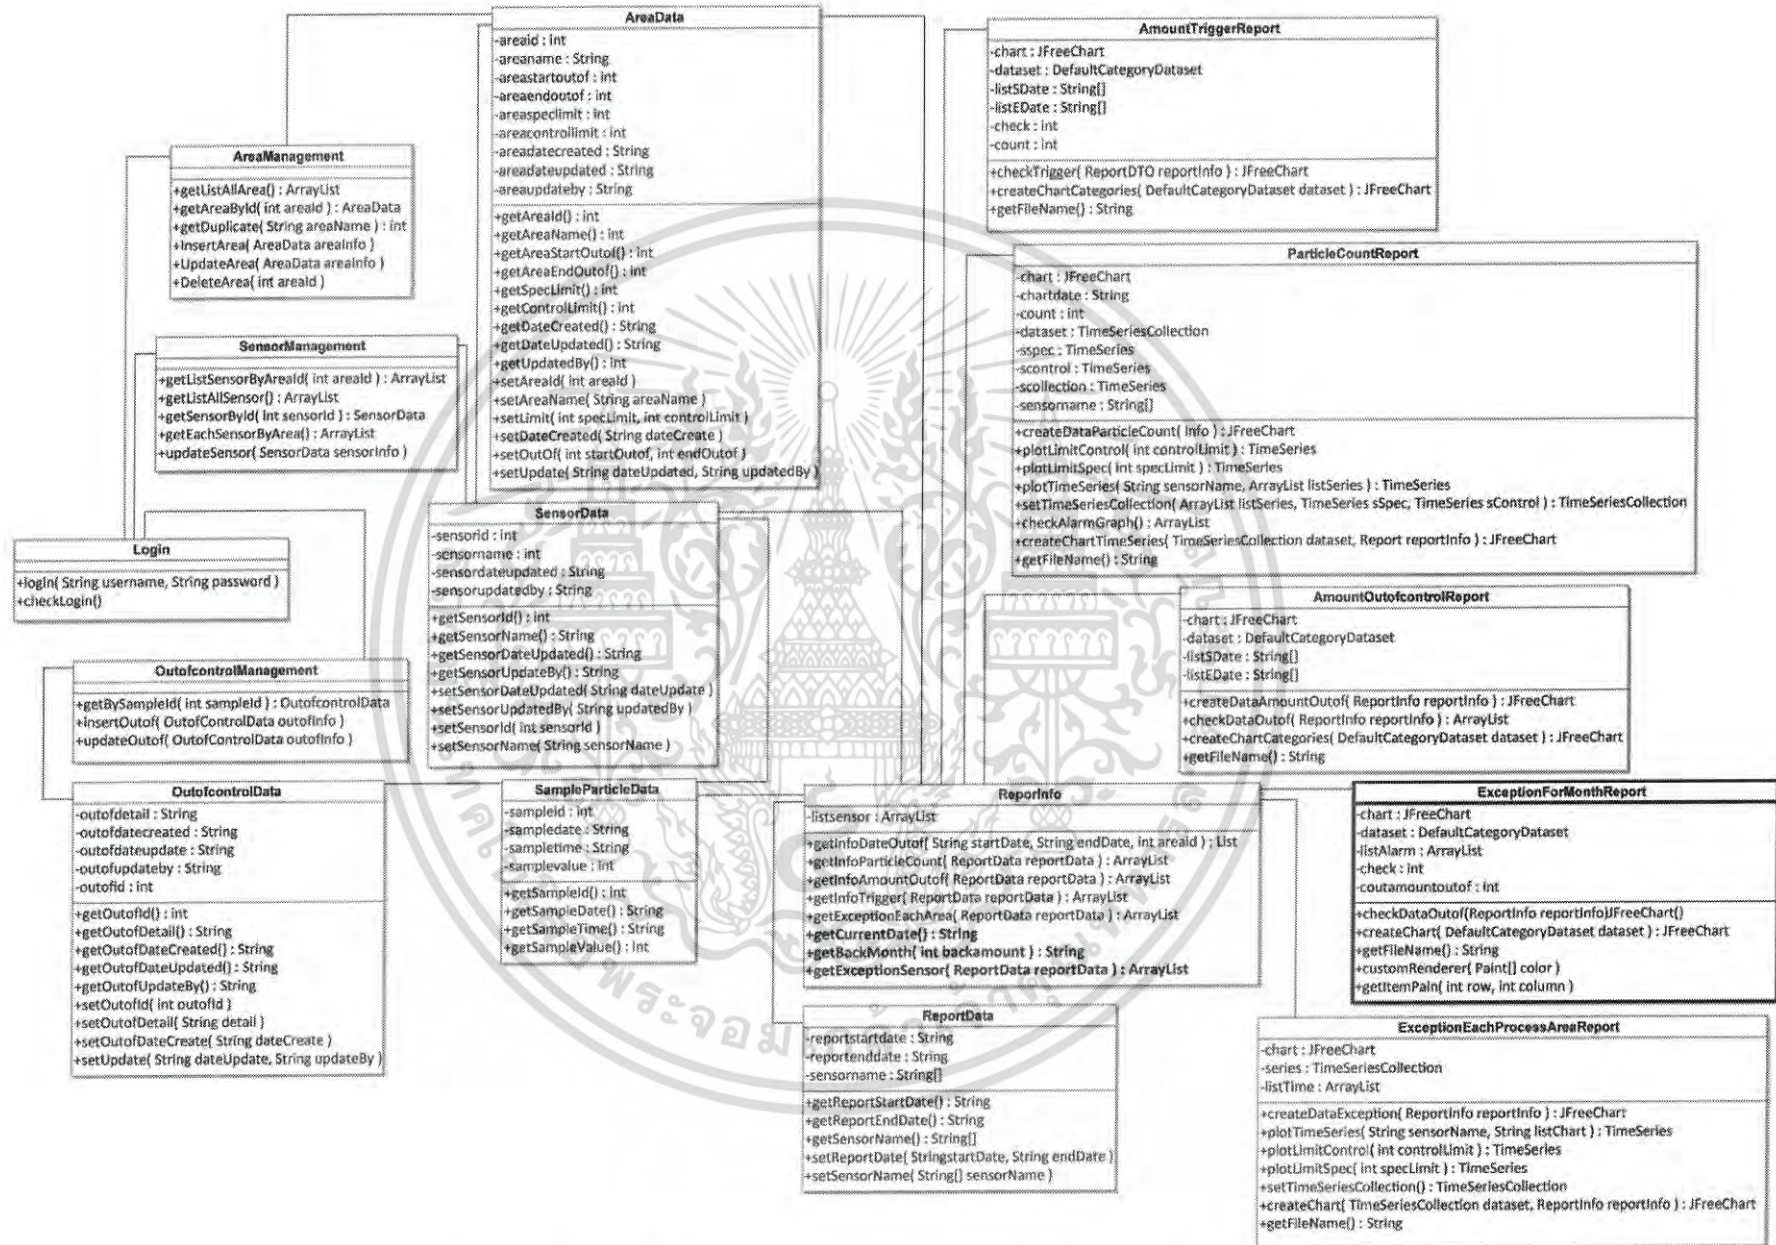 AreaData
-areaid : int
-areaname : String
-areastartoutof : int
-areaendoutof : int
-areaspeclimit : int
-areacontrollimit : int
-areadatecreated : String
-areadateupdated : String
-areaupdateby : String
+getAreaId() : int
+getAreaName() : int
+getAreaStartOutof() : int
+getAreaEndOutof() : int
+getSpecLimit() : int
+getControlLimit() : int
+getDateCreated() : String
+getDateUpdated() : String
+getUpdatedBy() : int
+setAreaId( int areaId )
+setAreaName( String areaName )
+setLimit( int specLimit, int controlLimit )
+setDateCreated( String dateCreate )
+setOutOf( int startOutof, int endOutof )
+setUpdate( String dateUpdated, String updatedBy )
AmountTriggerReport
-chart : JFreeChart
-dataset : DefaultCategoryDataset
-listSDate : String[]
-listEDate : String[]
-check : int
-count : int
+checkTrigger( ReportDTO reportInfo ) : JFreeChart
+createChartCategories( DefaultCategoryDataset dataset ) : JFreeChart
+getFileName() : String
AreaManagement
+getListAllArea() : ArrayList
+getAreaById( int areaId ) : AreaData
+getDuplicate( String areaName ) : int
+InsertArea( AreaData areaInfo )
+UpdateArea( AreaData areaInfo )
+DeleteArea( int areaId )
ParticleCountReport
-chart : JFreeChart
-chartdate : String
-count : int
-dataset : TimeSeriesCollection
-sspec : TimeSeries
-scontrol : TimeSeries
-scollection : TimeSeries
-sensorname : String[]
+createDataParticleCount( Info ) : JFreeChart
+plotLimitControl( int controlLimit ) : TimeSeries
+plotLimitSpec( int specLimit ) : TimeSeries
+plotTimeSeries( String sensorName, ArrayList listSeries ) : TimeSeries
+setTimeSeriesCollection( ArrayList listSeries, TimeSeries sSpec, TimeSeries sControl ) : TimeSeriesCollection
+checkAlarmGraph() : ArrayList
+createChartTimeSeries( TimeSeriesCollection dataset, Report reportInfo ) : JFreeChart
+getFileName() : String
SensorManagement
+getListSensorByAreaId( int areaId ) : ArrayList
+getListAllSensor() : ArrayList
+getSensorById( int sensorId ) : SensorData
+getEachSensorByArea() : ArrayList
+updateSensor( SensorData sensorInfo )
SensorData
-sensorid : int
-sensorname : int
-sensordateupdated : String
-sensorupdatedby : String
+getSensorId() : int
+getSensorName() : String
+getSensorDateUpdated() : String
+getSensorUpdateBy() : String
+setSensorDateUpdated( String dateUpdate )
+setSensorUpdatedBy( String updatedBy )
+setSensorId( int sensorId )
+setSensorName( String sensorName )
Login
+login( String username, String password )
+checkLogin()
AmountOutofcontrolReport
-chart : JFreeChart
-dataset : DefaultCategoryDataset
-listSDate : String[]
-listEDate : String[]
+createDataAmountOutof( ReportInfo reportInfo ) : JFreeChart
+checkDataOutof( ReportInfo reportInfo ) : ArrayList
+createChartCategories( DefaultCategoryDataset dataset ) : JFreeChart
+getFileName() : String
OutofcontrolManagement
+getBySampleId( int sampleId ) : OutofcontrolData
+insertOutof( OutofControlData outofInfo )
+updateOutof( OutofControlData outofInfo )
OutofcontrolData
-outofdetail : String
-outofdatecreated : String
-outofdateupdate : String
-outofupdateby : String
-outofid : int
+getOutofId() : int
+getOutofDetail() : String
+getOutofDateCreated() : String
+getOutofDateUpdated() : String
+getOutofUpdateBy() : String
+setOutofId( int outofId )
+setOutofDetail( String detail )
+setOutofDateCreate( String dateCreate )
+setUpdate( String dateUpdate, String updateBy )
SampleParticleData
-sampleid : int
-sampledate : String
-sampletime : String
-samplevalue : int
+getSampleId() : int
+getSampleDate() : String
+getSampleTime() : String
+getSampleValue() : int
ReporInfo
-listsensor : ArrayList
+getInfoDateOutof( String startDate, String endDate, int areaid ) : List
+getInfoParticleCount( ReportData reportData ) : ArrayList
+getInfoAmountOutof( ReportData reportData ) : ArrayList
+getInfoTrigger( ReportData reportData ) : ArrayList
+getExceptionEachArea( ReportData reportData ) : ArrayList
+getCurrentDate() : String
+getBackMonth( int backamount ) : String
+getExceptionSensor( ReportData reportData ) : ArrayList
ExceptionForMonthReport
-chart : JFreeChart
-dataset : DefaultCategoryDataset
-listAlarm : ArrayList
-check : int
-coutamountoutof : int
+checkDataOutof(ReportInfo reportInfo)JFreeChart()
+createChart( DefaultCategoryDataset dataset ) : JFreeChart
+getFileName() : String
+customRenderer( Paint[] color )
+getItemPain( int row, int column )
ReportData
-reportstartdate : String
-reportenddate : String
-sensorname : String[]
+getReportStartDate() : String
+getReportEndDate() : String
+getSensorName() : String[]
+setReportDate( StringstartDate, String endDate )
+setSensorName( String[] sensorName )
ExceptionEachProcessAreaReport
-chart : JFreeChart
-series : TimeSeriesCollection
-listTime : ArrayList
+createDataException( ReportInfo reportInfo ) : JFreeChart
+plotTimeSeries( String sensorName, String listChart ) : TimeSeries
+plotLimitControl( int controlLimit ) : TimeSeries
+plotLimitSpec( int specLimit ) : TimeSeries
+setTimeSeriesCollection() : TimeSeriesCollection
+createChart( TimeSeriesCollection dataset, ReportInfo reportInfo ) : JFreeChart
+getFileName() : String